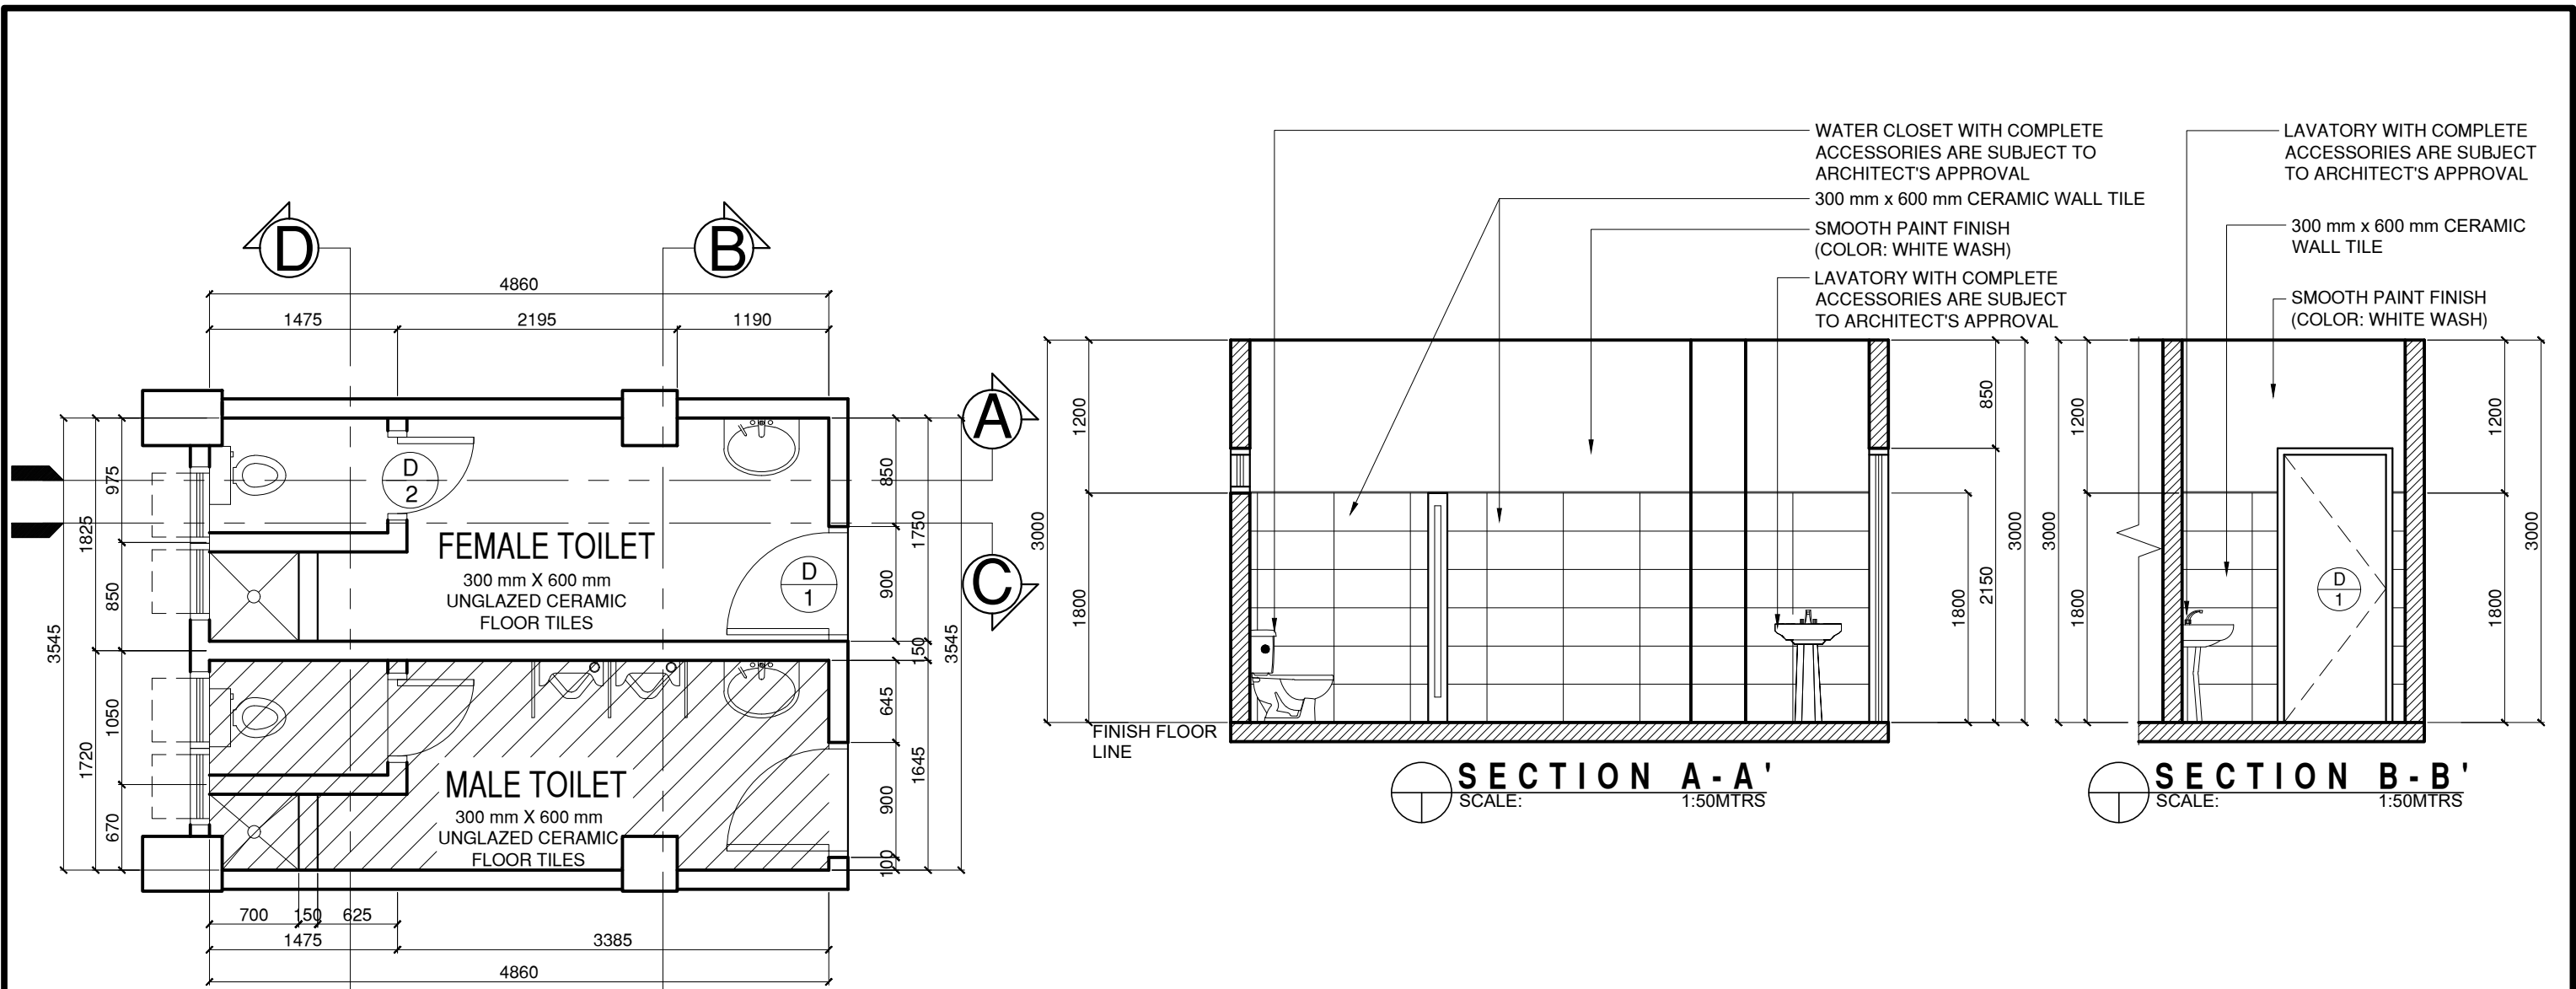 WATER CLOSET WITH COMPLETE
ACCESSORIES ARE SUBJECT TO
ARCHITECT'S APPROVAL
300 mm x 600 mm CERAMIC WALL TILE
SMOOTH PAINT FINISH
(COLOR: WHITE WASH)
LAVATORY WITH COMPLETE
ACCESSORIES ARE SUBJECT
TO ARCHITECT'S APPROVAL
LAVATORY WITH COMPLETE
ACCESSORIES ARE SUBJECT
TO ARCHITECT'S APPROVAL
300 mm x 600 mm CERAMIC
WALL TILE
SMOOTH PAINT FINISH
(COLOR: WHITE WASH)
D
B
4860
1475
2195
1190
A
C
3545
1825
1720
975
850
1050
670
D
2
FEMALE TOILET
300 mm X 600 mm
UNGLAZED CERAMIC
FLOOR TILES
D
1
MALE TOILET
300 mm X 600 mm
UNGLAZED CERAMIC
FLOOR TILES
850
900
645
900
100
1750
150
1645
3545
700
150
625
1475
3385
4860
3000
1200
1800
850
2150
1800
3000
FINISH FLOOR
LINE
SECTION A-A'
SCALE:
1:50MTRS
3000
1200
1800
D
1
1200
1800
3000
SECTION B-B'
SCALE:
1:50MTRS